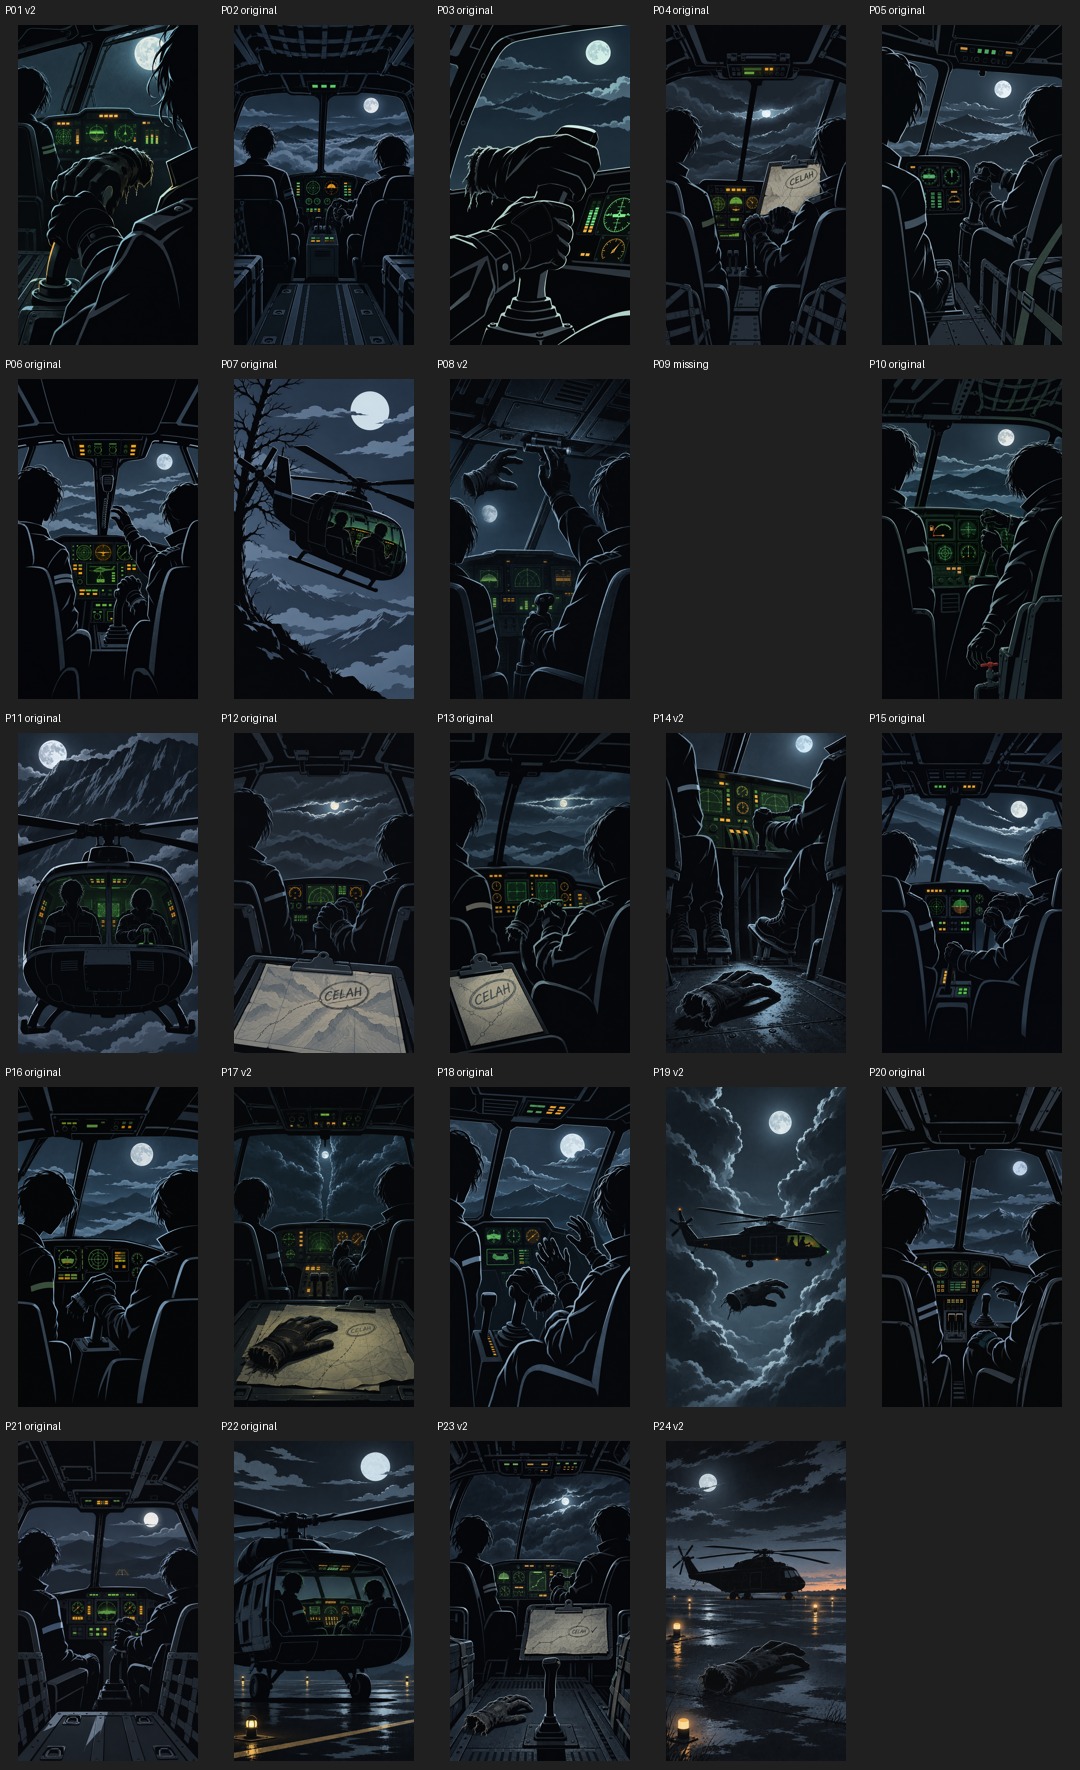 P01 v2
P02 original
P03 original
P04 original
P05 original
CELAH
P06 original
P07 original
P08 v2
P09 missing
P10 original
P11 original
P12 original
P13 original
P14 v2
P15 original
CELAH
CELAH
P16 original
P17 v2
P18 original
P19 v2
P20 original
CELAH
P21 original
P22 original
P23 v2
P24 v2
CELAH